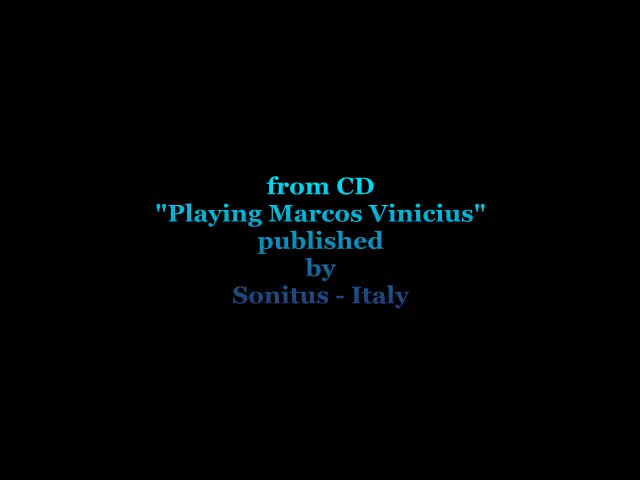 from CD
"Playing Marcos Vinicius"
published
by
Sonitus - Italy